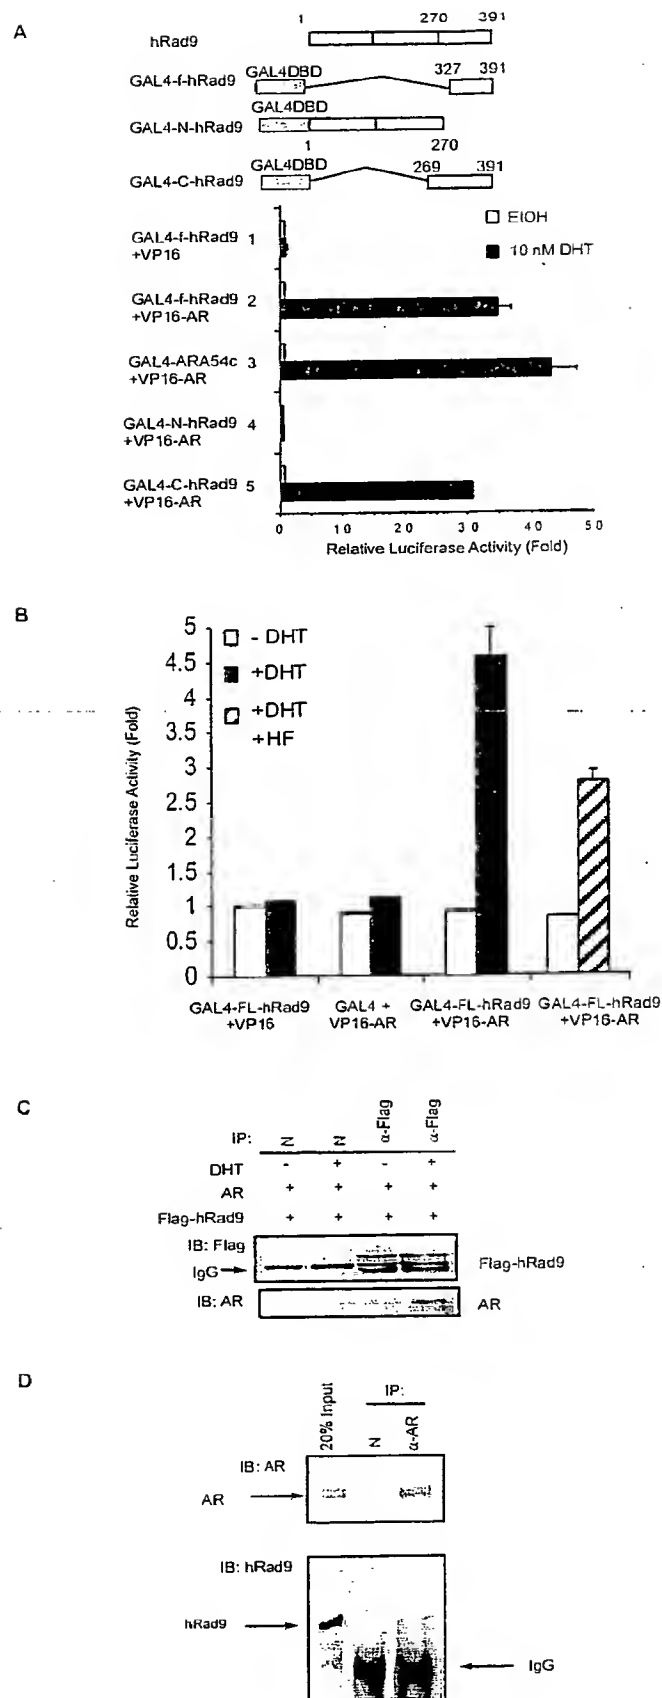 A
1 270 391
hRad9
GAL4DBD 327 391
GAL4-f-hRad9
GAL4DBD
GAL4-N-hRad9
1 270
GAL4DBD 269 391
GAL4-C-hRad9
EtOH
10 nM DHT
GAL4-f-hRad9 1
+VP16
GAL4-f-hRad9 2
+VP16-AR
GAL4-ARA54c 3
+VP16-AR
GAL4-N-hRad9 4
+VP16-AR
GAL4-C-hRad9 5
+VP16-AR
0 10 20 30 40 50
Relative Luciferase Activity (Fold)
B
Relative Luciferase Activity (Fold)
5
4.5
4
3.5
3
2.5
2
1.5
1
0.5
0
- DHT
+DHT
+DHT
+HF
GAL4-FL-hRad9 GAL4 + GAL4-FL-hRad9 GAL4-FL-hRad9
+VP16 VP16-AR +VP16-AR +VP16-AR
C
IP: N N α-Flag α-Flag
DHT - + - +
AR + + + +
Flag-hRad9 + + + +
IB: Flag
IgG
Flag-hRad9
IB: AR
AR
D
IP:
20% Input N α-AR
IB: AR
AR
IB: hRad9
hRad9
IgG